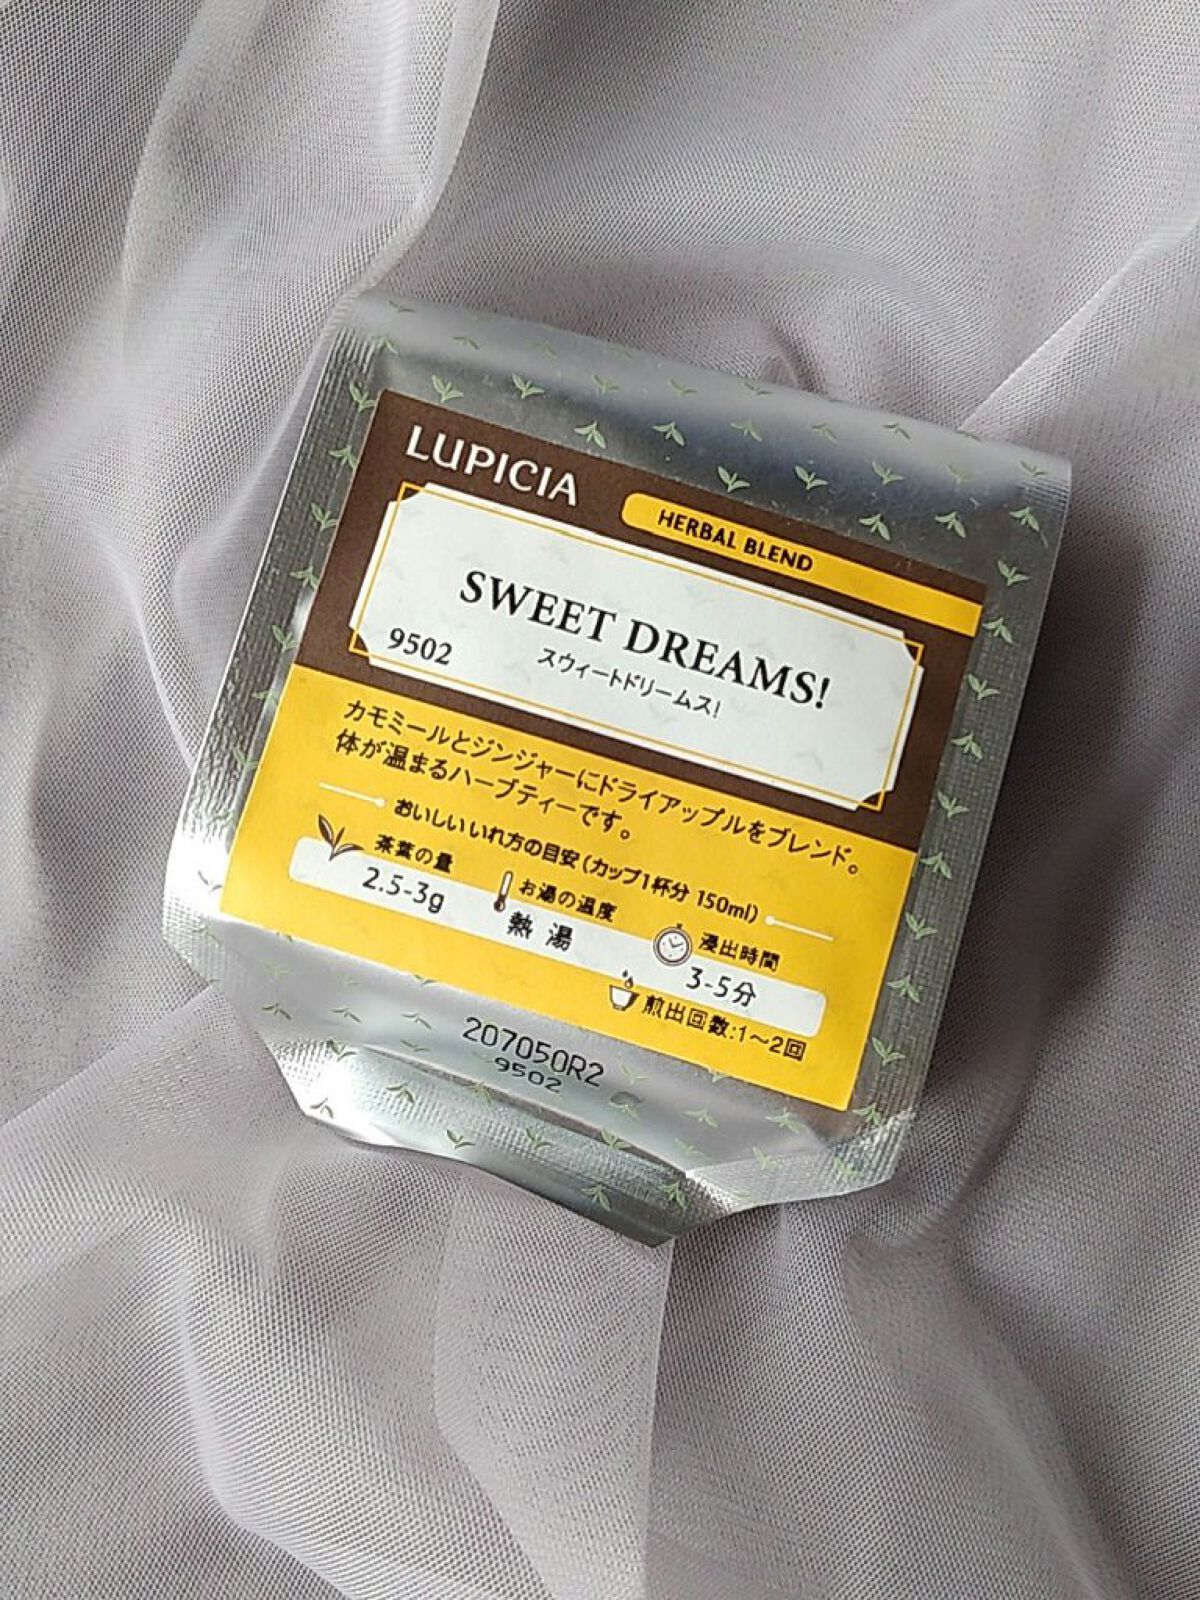 LUPICIA
HERBAL BLEND
SWEET DREAMS!
9502
スウィートドリームス!
カモミールとジンジャーにドライアップルをブレンド。
体が温まるハーブティーです。
おいしいいれ方の目安(カップ1杯分 150ml)
茶葉の量
2.5-3g
お湯の温度
熱湯
浸出時間
3-5分
煎出回数:1〜2回
207050R2
9502